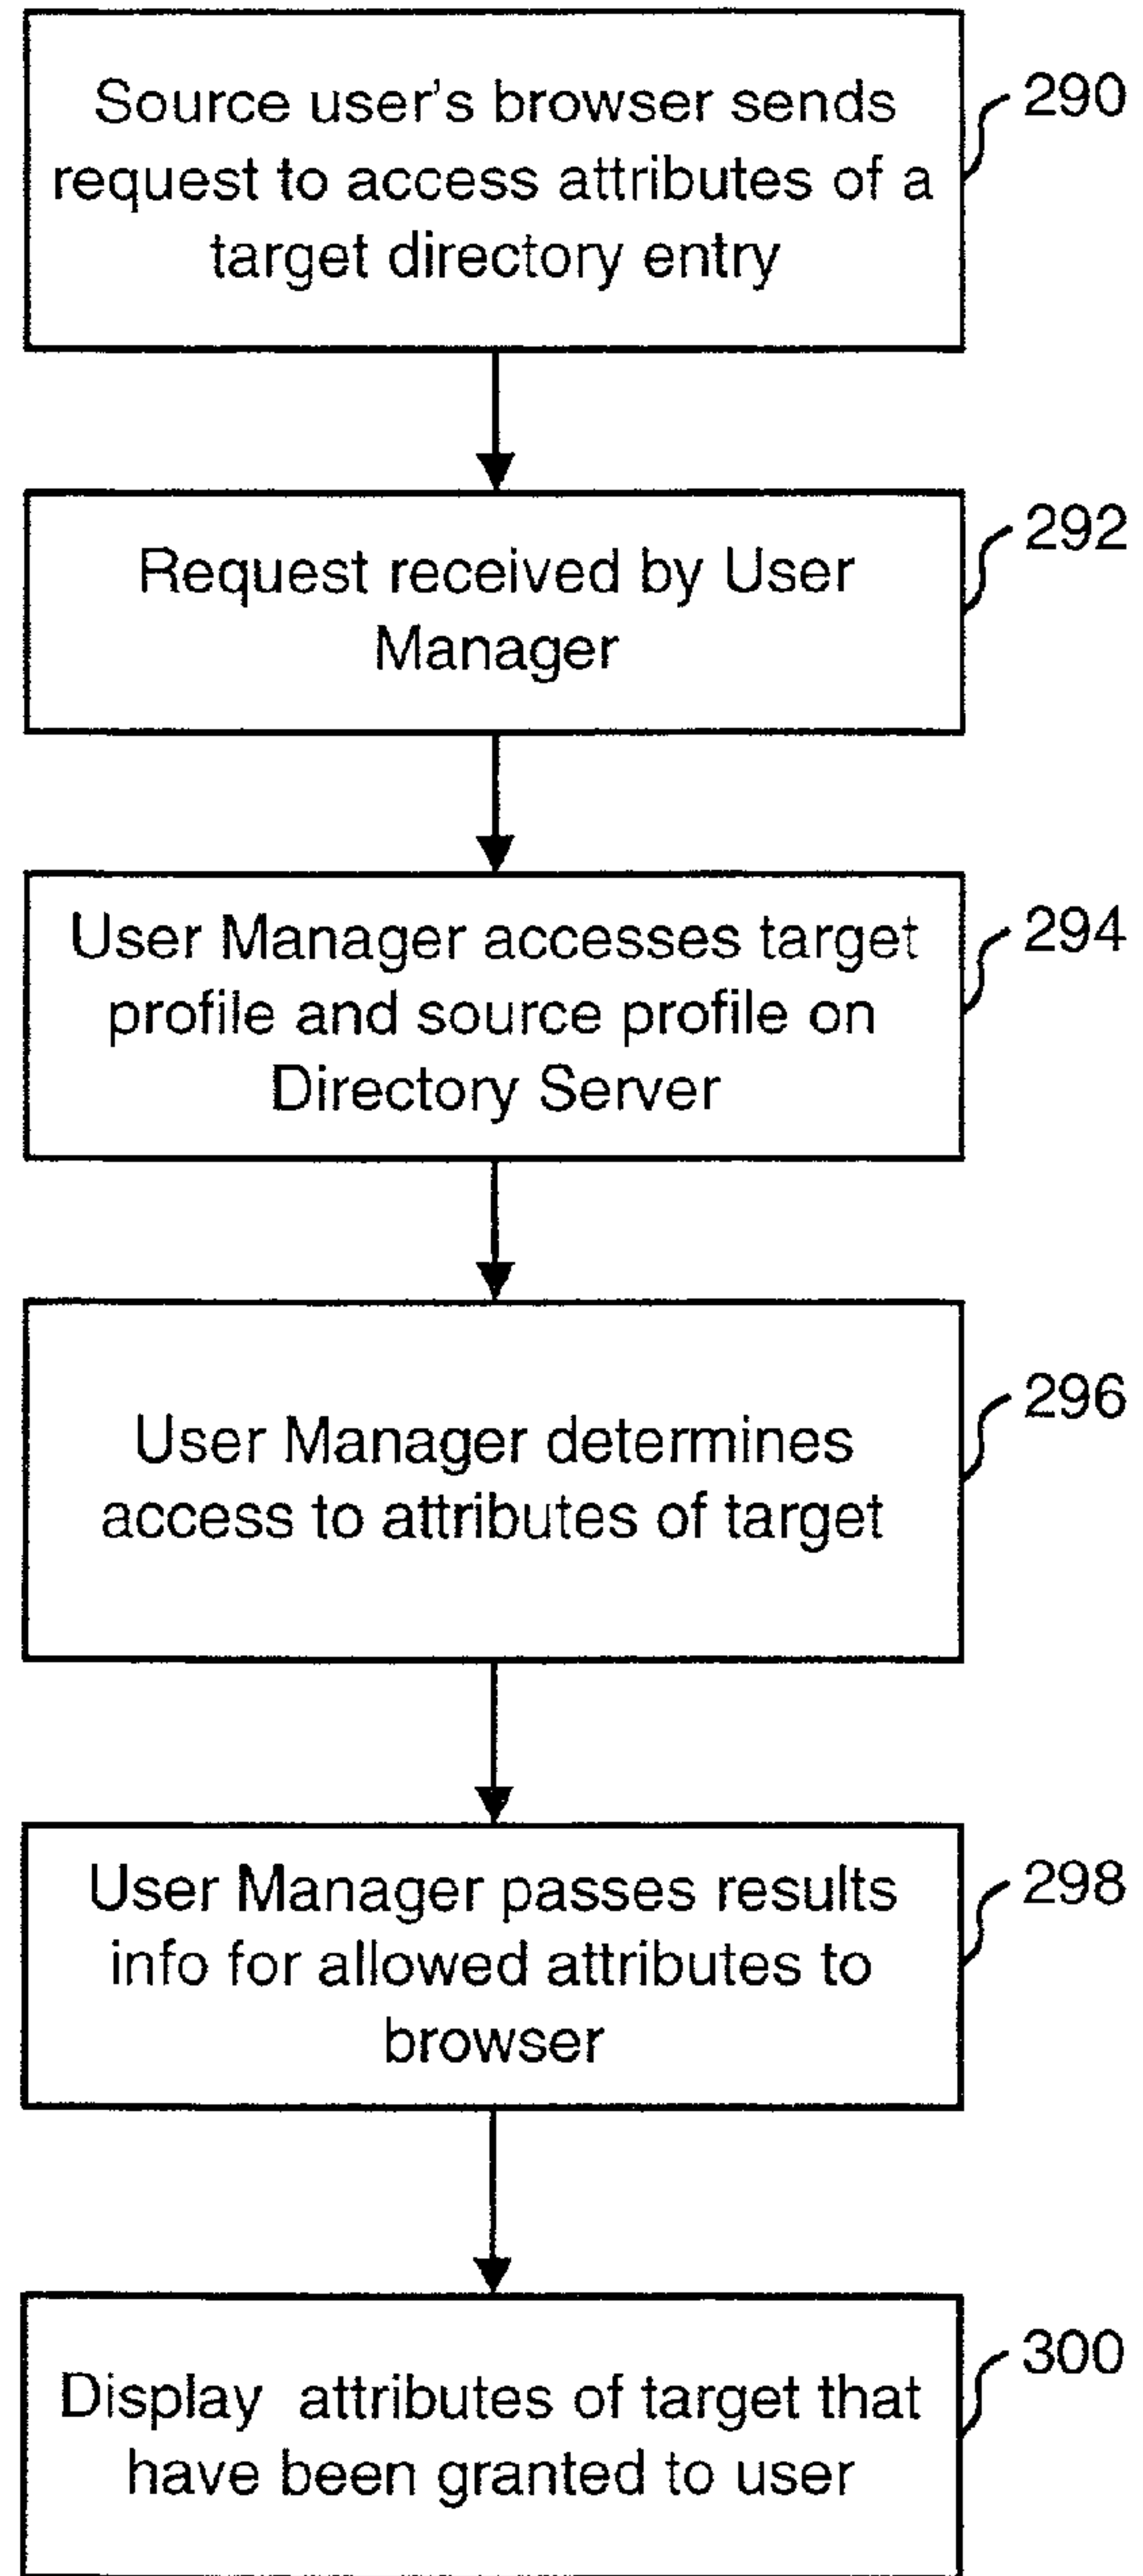 Source user's browser sends
request to access attributes of a
target directory entry
290
Request received by User
Manager
292
User Manager accesses target
profile and source profile on
Directory Server
294
User Manager determines
access to attributes of target
296
User Manager passes results
info for allowed attributes to
browser
298
Display attributes of target that
have been granted to user
300